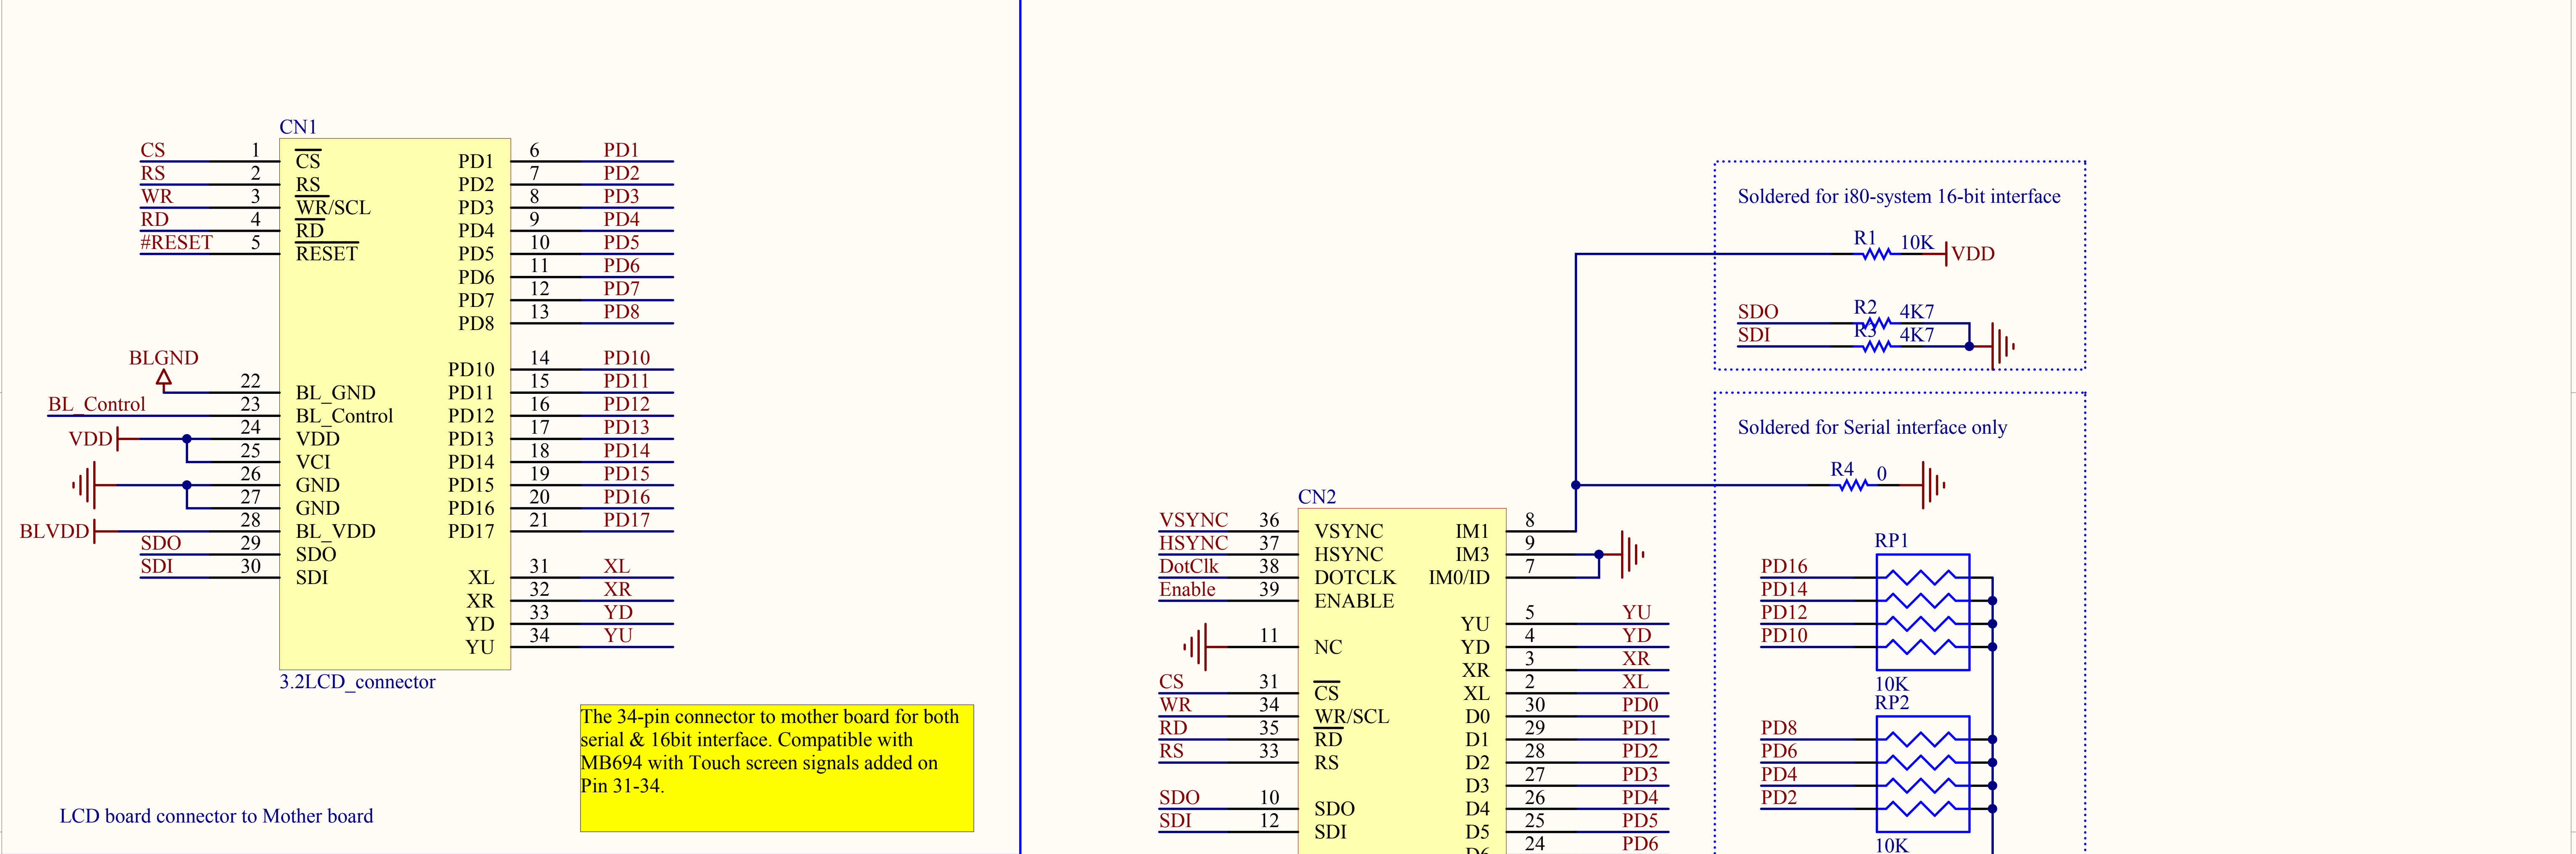 CN1
CS 1 CS PD1 6 PD1
RS 2 RS PD2 7 PD2
WR 3 WR/SCL PD3 8 PD3
RD 4 RD PD4 9 PD4
#RESET 5 RESET PD5 10 PD5
PD6 11 PD6
PD7 12 PD7
PD8 13 PD8
BLGND
PD10 14 PD10
22 BL_GND PD11 15 PD11
BL_Control 23 BL_Control PD12 16 PD12
VDD 24 VDD PD13 17 PD13
25 VCI PD14 18 PD14
26 GND PD15 19 PD15
27 GND PD16 20 PD16
BLVDD 28 BL_VDD PD17 21 PD17
SDO 29 SDO
SDI 30 SDI XL 31 XL
XR 32 XR
YD 33 YD
YU 34 YU
3.2LCD_connector
The 34-pin connector to mother board for both
serial & 16bit interface. Compatible with
MB694 with Touch screen signals added on
Pin 31-34.
LCD board connector to Mother board
Soldered for i80-system 16-bit interface
R1 10K VDD
SDO R2 4K7
SDI R3 4K7
Soldered for Serial interface only
R4 0
CN2
VSYNC 36 VSYNC IM1 8
HSYNC 37 HSYNC IM3 9
DotClk 38 DOTCLK IM0/ID 7
Enable 39 ENABLE
YU 5 YU
11 NC YD 4 YD
XR 3 XR
CS 31 CS XL 2 XL
WR 34 WR/SCL D0 30 PD0
RD 35 RD D1 29 PD1
RS 33 RS D2 28 PD2
D3 27 PD3
SDO 10 SDO D4 26 PD4
SDI 12 SDI D5 25 PD5
D6 24 PD6
RP1
PD16
PD14
PD12
PD10
10K
RP2
PD8
PD6
PD4
PD2
10K